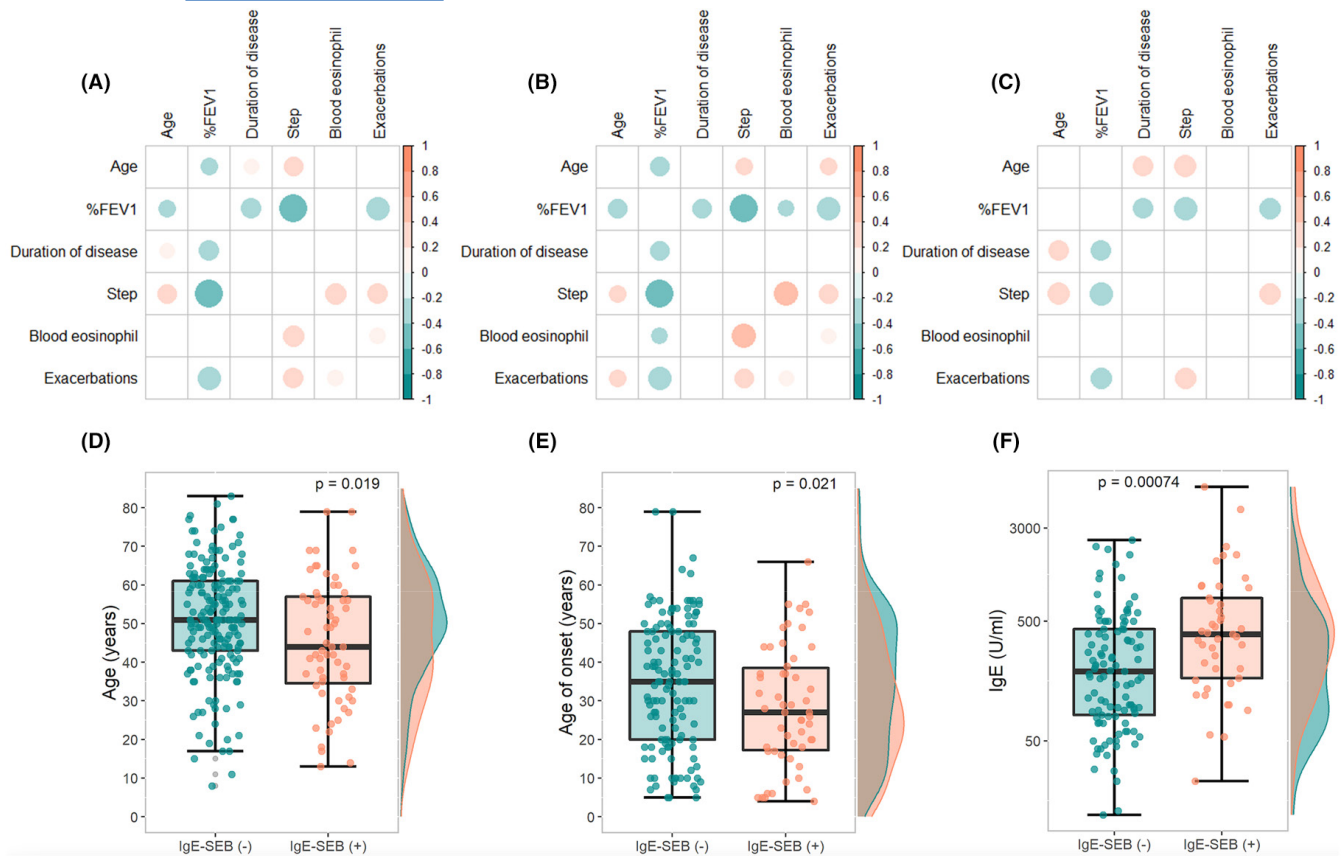 (A)
Age
%FEV1
Duration of disease
Step
Blood eosinophil
Exacerbations
Age
%FEV1
Duration of disease
Step
Blood eosinophil
Exacerbations
1
0.8
0.6
0.4
0.2
0
-0.2
-0.4
-0.6
-0.8
-1
(B)
Age
%FEV1
Duration of disease
Step
Blood eosinophil
Exacerbations
Age
%FEV1
Duration of disease
Step
Blood eosinophil
Exacerbations
1
0.8
0.6
0.4
0.2
0
-0.2
-0.4
-0.6
-0.8
-1
(C)
Age
%FEV1
Duration of disease
Step
Blood eosinophil
Exacerbations
Age
%FEV1
Duration of disease
Step
Blood eosinophil
Exacerbations
1
0.8
0.6
0.4
0.2
0
-0.2
-0.4
-0.6
-0.8
-1
(D)
p = 0.019
Age (years)
80
70
60
50
40
30
20
10
0
IgE-SEB (-)
IgE-SEB (+)
(E)
p = 0.021
Age of onset (years)
80
70
60
50
40
30
20
10
0
IgE-SEB (-)
IgE-SEB (+)
(F)
p = 0.00074
IgE (U/ml)
3000
500
50
IgE-SEB (-)
IgE-SEB (+)